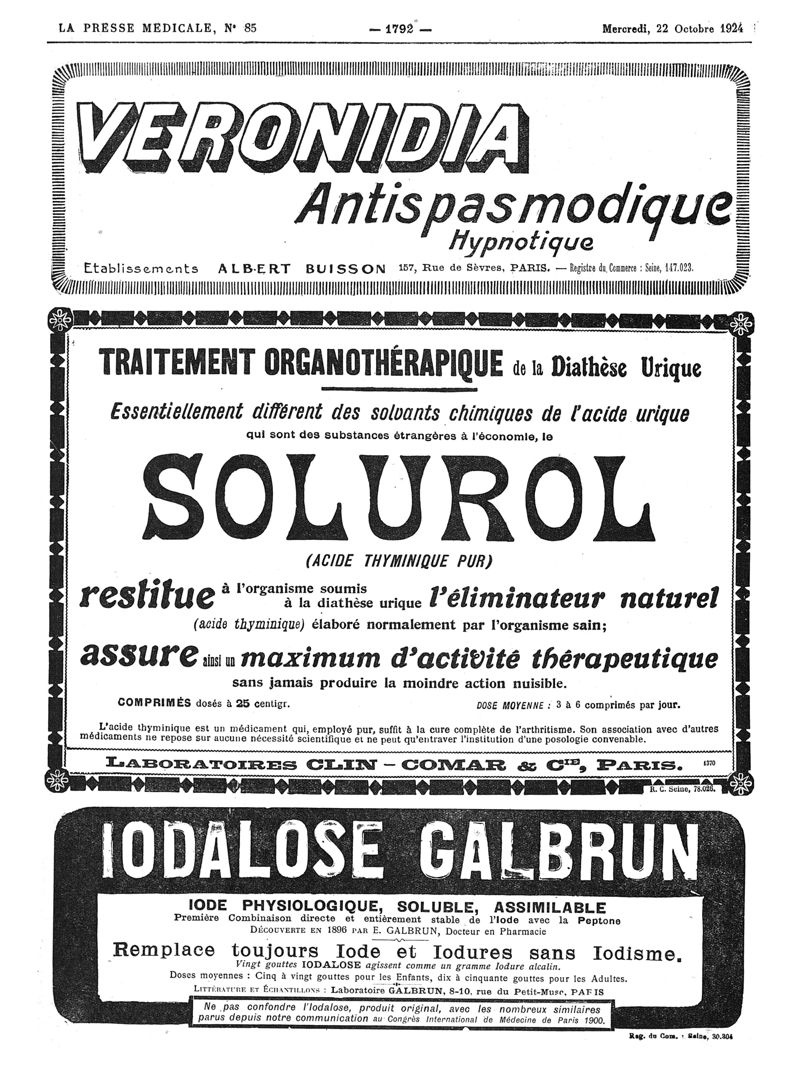 LA PRESSE MEDICALE, N° 85 — 1792 — Mercredi, 22 Octobre 1924
VERONIDIA
Antispasmodique
Hypnotique
Etablissements ALBERT BUISSON 157, Rue de Sèvres, PARIS. — Registre du Commerce : Seine, 147.023.
TRAITEMENT ORGANOTHÉRAPIQUE de la Diathèse Urique
Essentiellement différent des solvants chimiques de l'acide urique
qui sont des substances étrangères à l'économie, le
SOLUROL
(ACIDE THYMINIQUE PUR)
restitue à l'organisme soumis à la diathèse urique l'éliminateur naturel
(acide thyminique) élaboré normalement par l'organisme sain;
assure ainsi un maximum d'activité thérapeutique
sans jamais produire la moindre action nuisible.
COMPRIMÉS dosés à 25 centigr. DOSE MOYENNE : 3 à 6 comprimés par jour.
L'acide thyminique est un médicament qui, employé pur, suffit à la cure complète de l'arthritisme. Son association avec d'autres
médicaments ne repose sur aucune nécessité scientifique et ne peut qu'entraver l'institution d'une posologie convenable.
LABORATOIRES CLIN – COMAR & CIE, PARIS. 1370
R. C. Seine, 78.026.
IODALOSE GALBRUN
IODE PHYSIOLOGIQUE, SOLUBLE, ASSIMILABLE
Première Combinaison directe et entièrement stable de l'Iode avec la Peptone
DÉCOUVERTE EN 1896 PAR E. GALBRUN, Docteur en Pharmacie
Remplace toujours Iode et Iodures sans Iodisme.
Vingt gouttes IODALOSE agissent comme un gramme Iodure alcalin.
Doses moyennes : Cinq à vingt gouttes pour les Enfants, dix à cinquante gouttes pour les Adultes.
LITTÉRATURE ET ÉCHANTILLONS : Laboratoire GALBRUN, 8-10, rue du Petit-Musc, PARIS
Ne pas confondre l'Iodalose, produit original, avec les nombreux similaires
parus depuis notre communication au Congrès International de Médecine de Paris 1900.
Reg. du Com. : Seine, 30.304